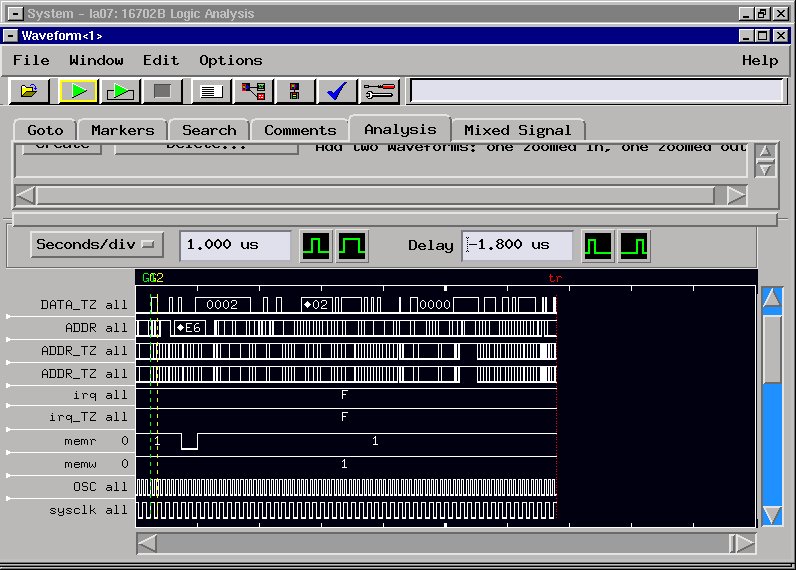 System - la07: 16702B Logic Analysis
Waveform<1>
File Window Edit Options Help
Goto Markers Search Comments Analysis Mixed Signal
Create Delete... Add two waveforms: one zoomed in, one zoomed out
Seconds/div 1.000 us Delay -1.800 us
G2 tr
DATA_TZ all 0002 ◆02 0000
ADDR all ◆E6
ADDR_TZ all
ADDR_TZ all
irq all F
irq_TZ all F
memr 0 1 1
memw 0 1
OSC all
sysclk all